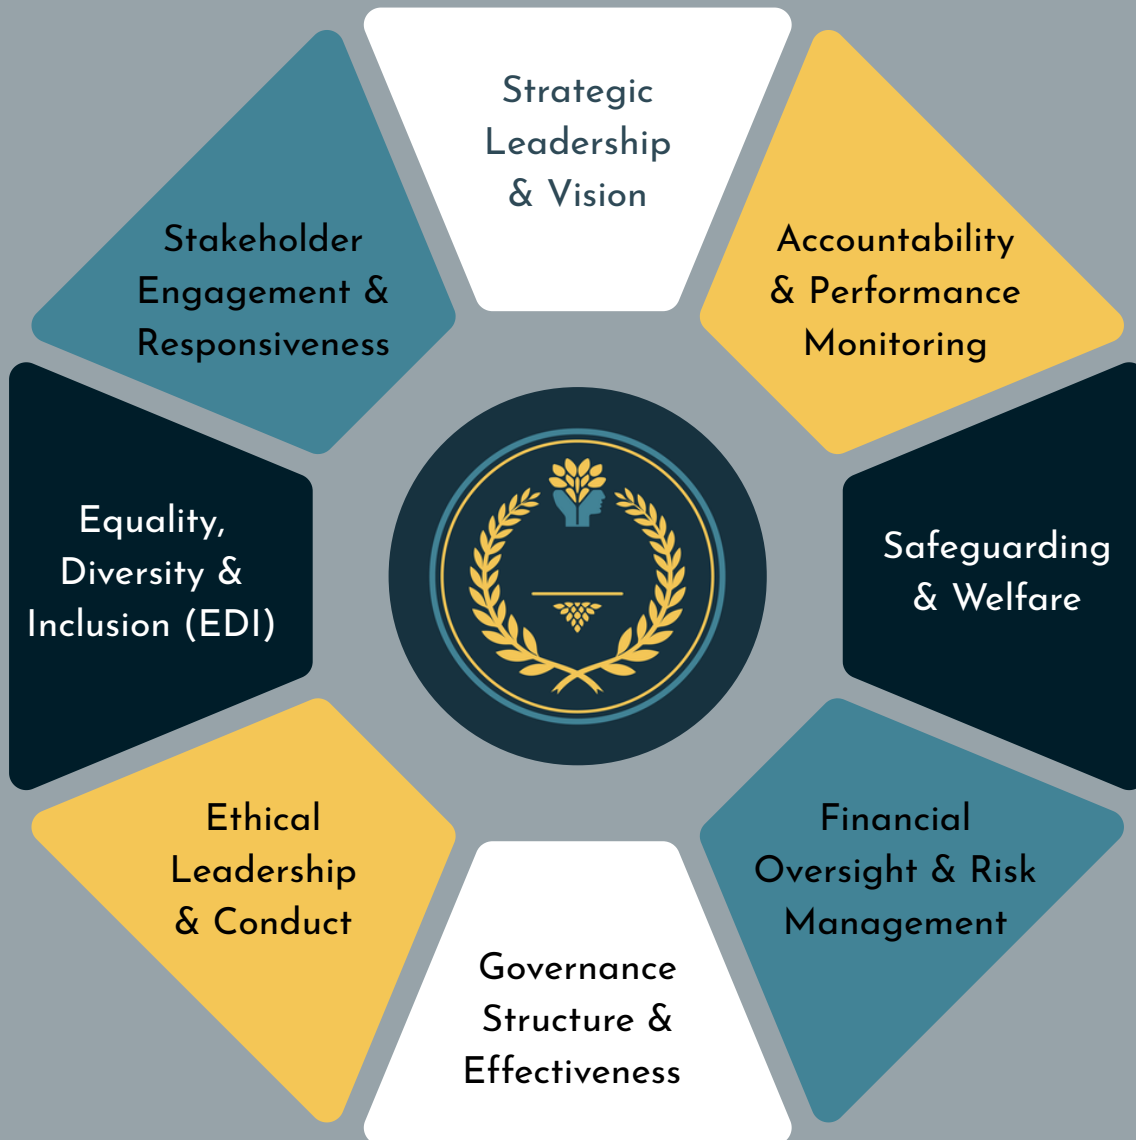 Strategic
Leadership
& Vision
Accountability
& Performance
Monitoring
Safeguarding
& Welfare
Financial
Oversight & Risk
Management
Governance
Structure &
Effectiveness
Ethical
Leadership
& Conduct
Equality,
Diversity &
Inclusion (EDI)
Stakeholder
Engagement &
Responsiveness